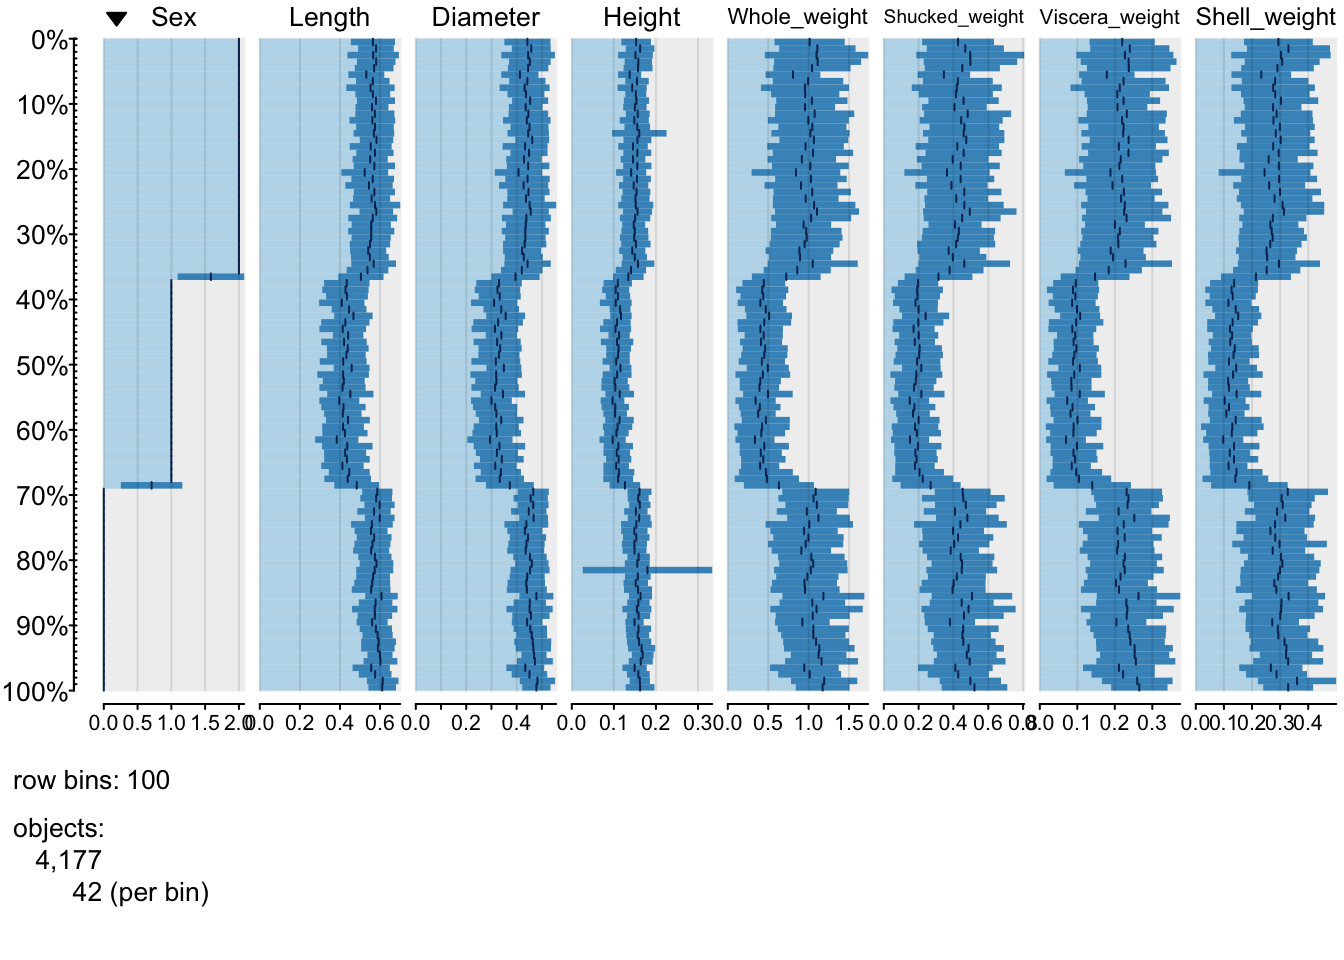 Sex Length Diameter Height Whole_weight Shucked_weight Viscera_weight Shell_weight
0%
10%
20%
30%
40%
50%
60%
70%
80%
90%
100%
0.0 0.5 1.0 1.5 2.0 0.0 0.2 0.4 0.6 0.0 0.2 0.4 0.0 0.1 0.2 0.3 0.0 0.5 1.0 1.5 0.0 0.2 0.4 0.6 0.8 0.0 0.1 0.2 0.3 0.0 0.1 0.2 0.3 0.4
row bins: 100
objects:
4,177
42 (per bin)